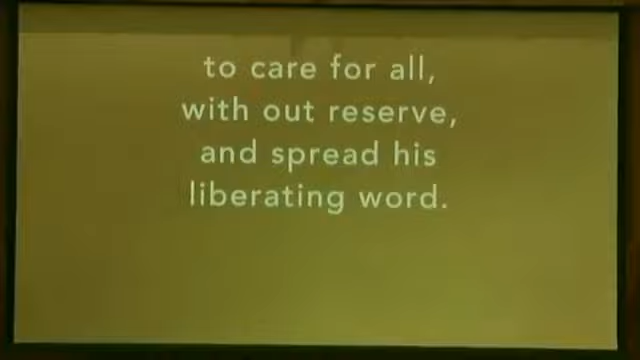 to care for all,
with out reserve,
and spread his
liberating word.